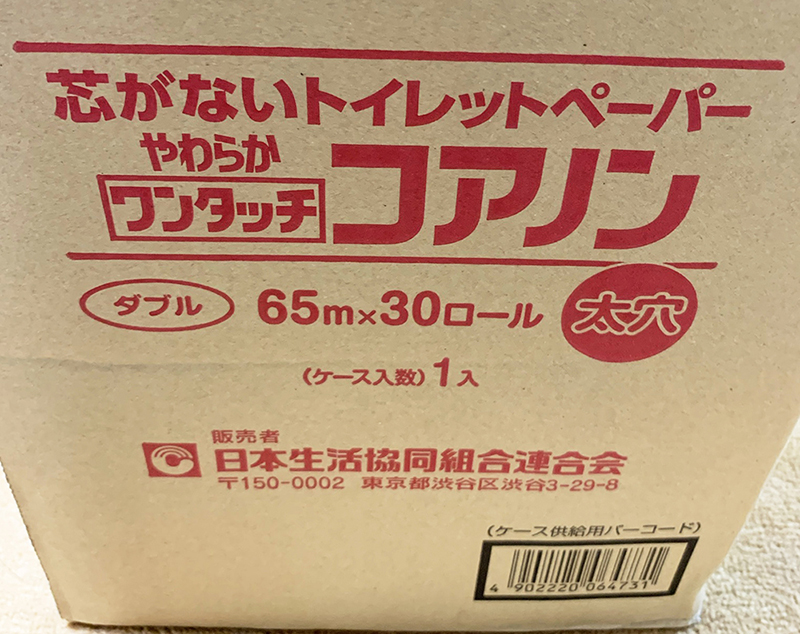 芯がないトイレットペーパー
やわらか
ワンタッチ コアノン
ダブル 65m×30ロール 太穴
(ケース入数) 1入
販売者
日本生活協同組合連合会
〒150-0002 東京都渋谷区渋谷3-29-8
(ケース供給用バーコード)
4 902220 064731